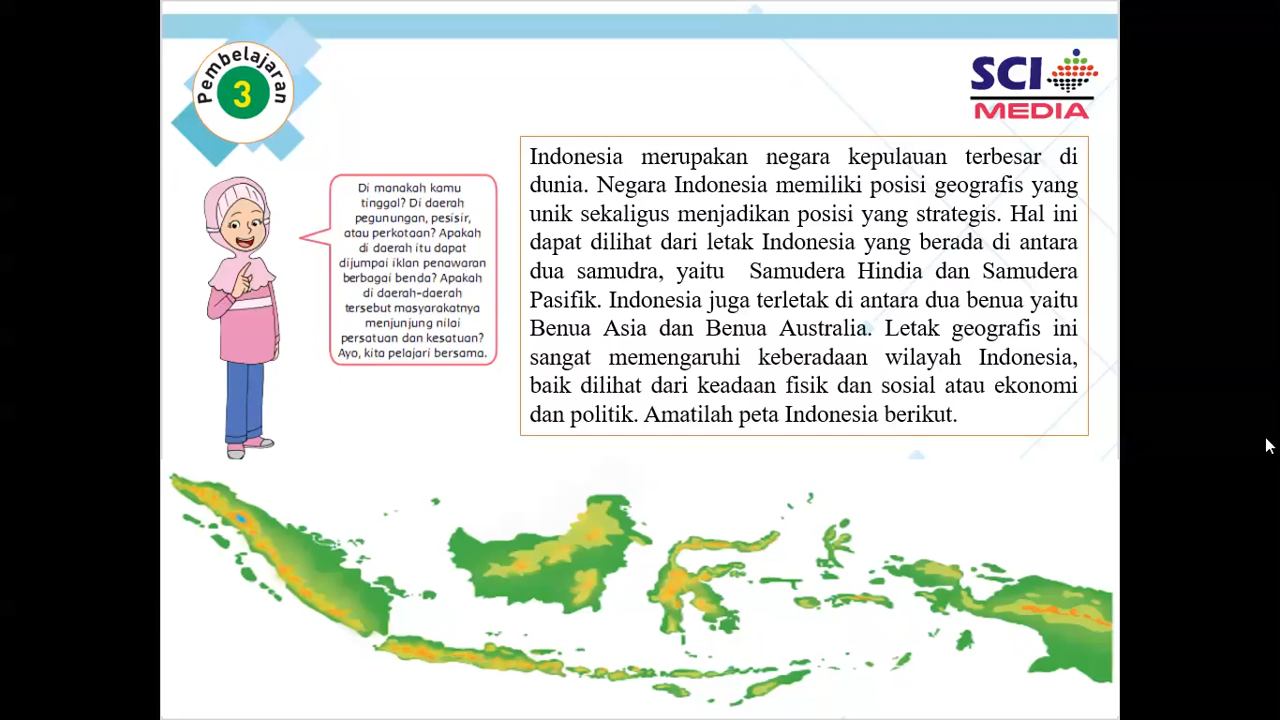 Pembelajaran
3
SCI
MEDIA
Di manakah kamu
tinggal? Di daerah
pegunungan, pesisir,
atau perkotaan? Apakah
di daerah itu dapat
dijumpai iklan penawaran
berbagai benda? Apakah
di daerah-daerah
tersebut masyarakatnya
menjunjung nilai
persatuan dan kesatuan?
Ayo, kita pelajari bersama.
Indonesia merupakan negara kepulauan terbesar di
dunia. Negara Indonesia memiliki posisi geografis yang
unik sekaligus menjadikan posisi yang strategis. Hal ini
dapat dilihat dari letak Indonesia yang berada di antara
dua samudra, yaitu Samudera Hindia dan Samudera
Pasifik. Indonesia juga terletak di antara dua benua yaitu
Benua Asia dan Benua Australia. Letak geografis ini
sangat memengaruhi keberadaan wilayah Indonesia,
baik dilihat dari keadaan fisik dan sosial atau ekonomi
dan politik. Amatilah peta Indonesia berikut.